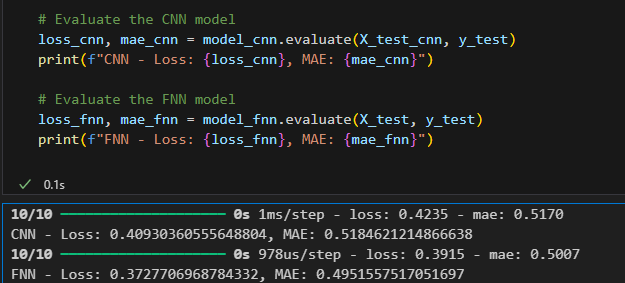 # Evaluate the CNN model
loss_cnn, mae_cnn = model_cnn.evaluate(X_test_cnn, y_test)
print(f"CNN - Loss: {loss_cnn}, MAE: {mae_cnn}")
# Evaluate the FNN model
loss_fnn, mae_fnn = model_fnn.evaluate(X_test, y_test)
print(f"FNN - Loss: {loss_fnn}, MAE: {mae_fnn}")
0.1s
10/10 ━━━━━━━━━━━━━━━━━━━━ 0s 1ms/step - loss: 0.4235 - mae: 0.5170
CNN - Loss: 0.40930360555648804, MAE: 0.5184621214866638
10/10 ━━━━━━━━━━━━━━━━━━━━ 0s 978us/step - loss: 0.3915 - mae: 0.5007
FNN - Loss: 0.3727706968784332, MAE: 0.4951557517051697